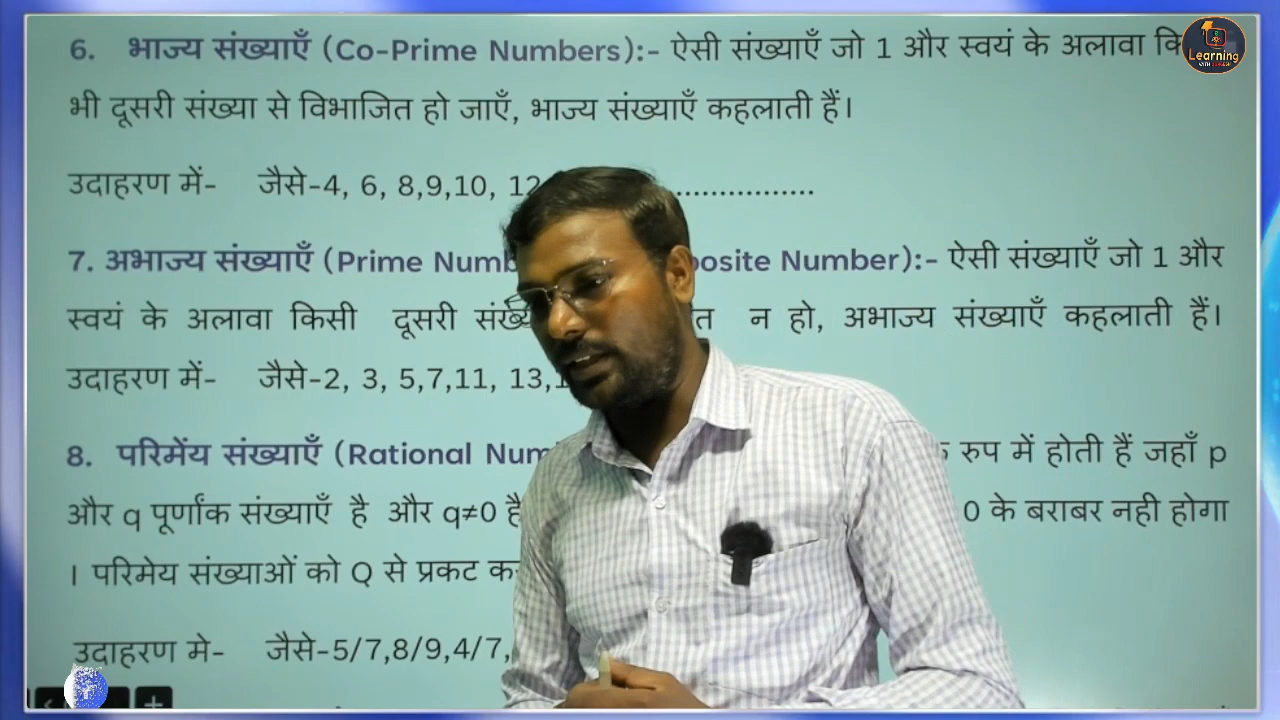 6. भाज्य संख्याएँ (Co-Prime Numbers):- ऐसी संख्याएँ जो 1 और स्वयं के अलावा
Learning
भी दूसरी संख्या से विभाजित हो जाएँ, भाज्य संख्याएँ कहलाती हैं।
उदाहरण में- जैसे-4, 6, 8,9,10, 12 ................
7. अभाज्य संख्याएँ (Prime Number):- ऐसी संख्याएँ जो 1 और
स्वयं के अलावा किसी दूसरी न हो, अभाज्य संख्याएँ कहलाती हैं।
उदाहरण में- जैसे-2, 3, 5,7,11, 13,
8. परिमेंय संख्याएँ (Rational रुप में होती हैं जहाँ p
और q पूर्णांक संख्याएँ है और q≠0 0 के बराबर नही होगा
। परिमेय संख्याओं को Q से प्रकट
उदाहरण मे- जैसे-5/7,8/9,4/7,